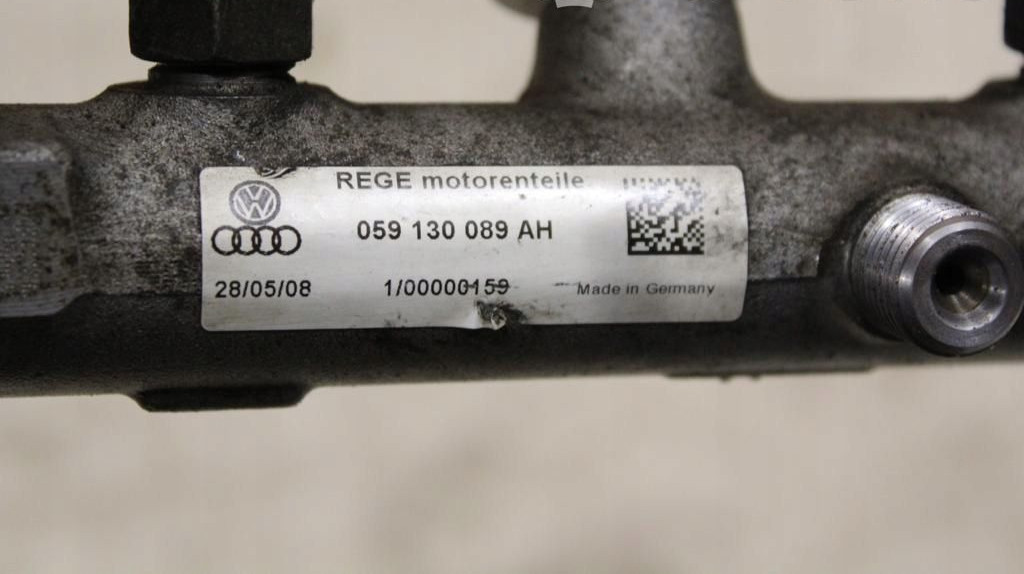 REGE motorenteile
059 130 089 AH
28/05/08 1/00000159 Made in Germany